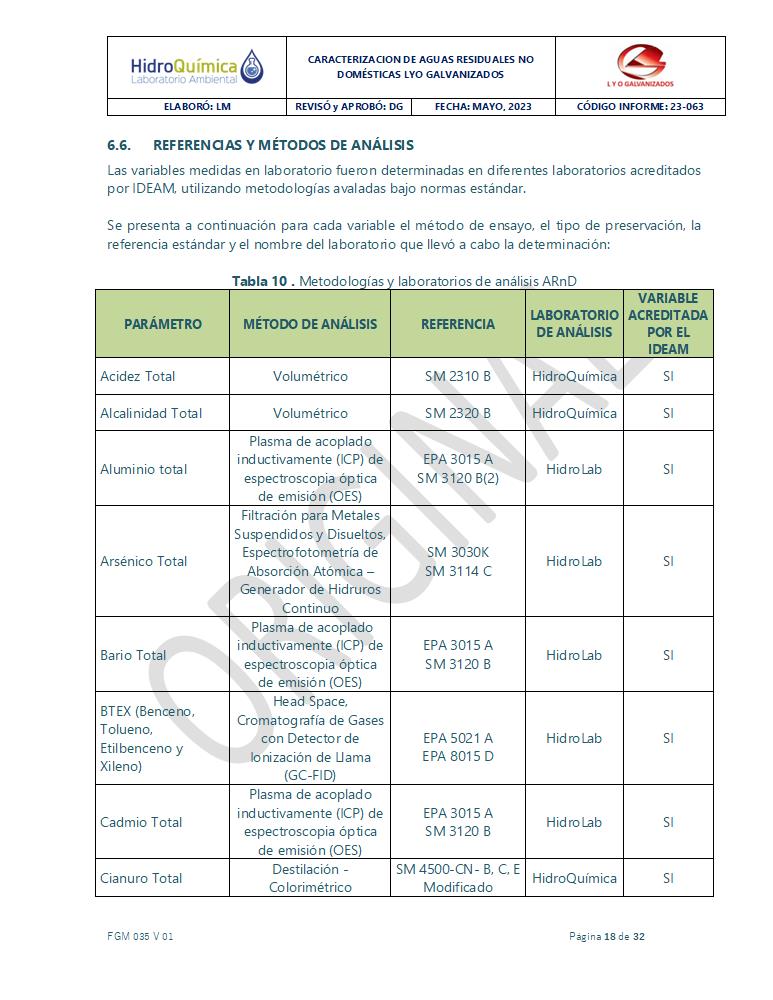 HidroQuímica
Laboratorio Ambiental
CARACTERIZACION DE AGUAS RESIDUALES NO
DOMÉSTICAS LYO GALVANIZADOS
L Y O GALVANIZADOS
ELABORÓ: LM
REVISÓ y APROBÓ: DG
FECHA: MAYO, 2023
CÓDIGO INFORME: 23-063
6.6. REFERENCIAS Y MÉTODOS DE ANÁLISIS
Las variables medidas en laboratorio fueron determinadas en diferentes laboratorios acreditados
por IDEAM, utilizando metodologías avaladas bajo normas estándar.
Se presenta a continuación para cada variable el método de ensayo, el tipo de preservación, la
referencia estándar y el nombre del laboratorio que llevó a cabo la determinación:
Tabla 10 . Metodologías y laboratorios de análisis ARnD
PARÁMETRO
MÉTODO DE ANÁLISIS
REFERENCIA
LABORATORIO
DE ANÁLISIS
VARIABLE
ACREDITADA
POR EL
IDEAM
Acidez Total
Volumétrico
SM 2310 B
HidroQuímica
SI
Alcalinidad Total
Volumétrico
SM 2320 B
HidroQuímica
SI
Aluminio total
Plasma de acoplado
inductivamente (ICP) de
espectroscopia óptica
de emisión (OES)
EPA 3015 A
SM 3120 B(2)
HidroLab
SI
Arsénico Total
Filtración para Metales
Suspendidos y Disueltos,
Espectrofotometría de
Absorción Atómica –
Generador de Hidruros
Continuo
SM 3030K
SM 3114 C
HidroLab
SI
Bario Total
Plasma de acoplado
inductivamente (ICP) de
espectroscopia óptica
de emisión (OES)
EPA 3015 A
SM 3120 B
HidroLab
SI
BTEX (Benceno,
Tolueno,
Etilbenceno y
Xileno)
Head Space,
Cromatografía de Gases
con Detector de
Ionización de Llama
(GC-FID)
EPA 5021 A
EPA 8015 D
HidroLab
SI
Cadmio Total
Plasma de acoplado
inductivamente (ICP) de
espectroscopia óptica
de emisión (OES)
EPA 3015 A
SM 3120 B
HidroLab
SI
Cianuro Total
Destilación -
Colorimétrico
SM 4500-CN- B, C, E
Modificado
HidroQuímica
SI
ORIGINAL
FGM 035 V 01
Página 18 de 32